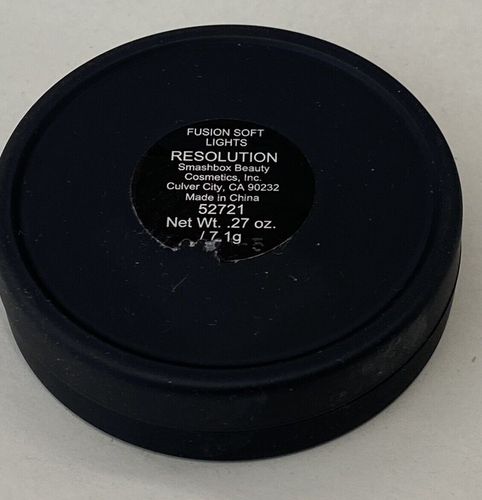 FUSION SOFT
LIGHTS
RESOLUTION
Smashbox Beauty
Cosmetics, Inc.
Culver City, CA 90232
Made in China
52721
Net Wt. .27 oz.
/ 7.1g